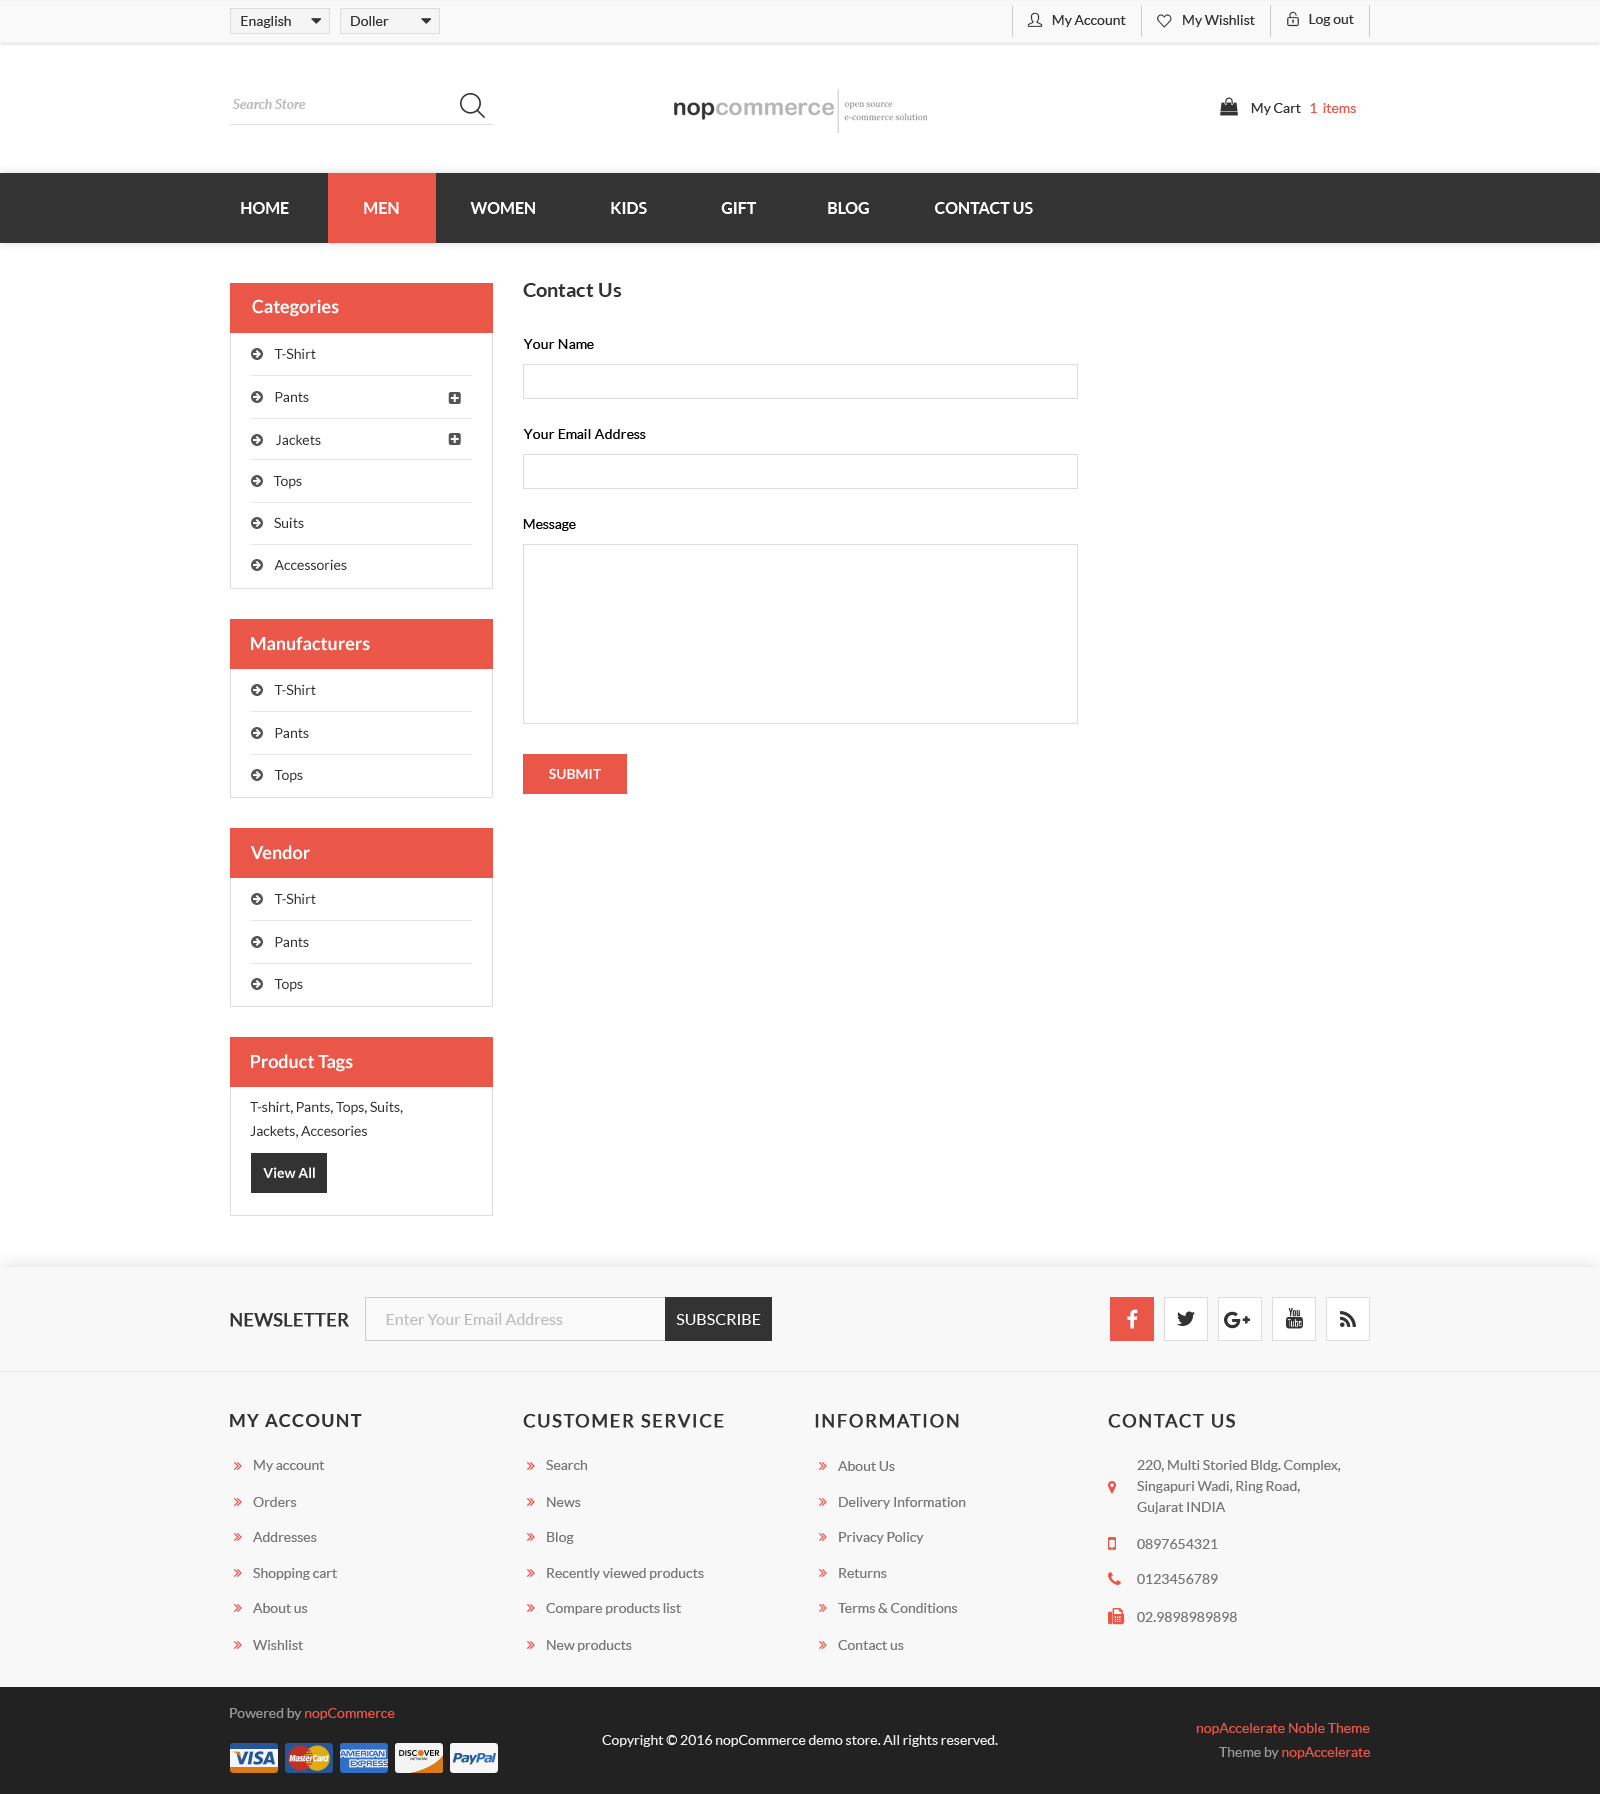 Enaglish Doller My Account My Wishlist Log out
Search Store
nopcommerce
open source
e-commerce solution
My Cart 1 items
HOME MEN WOMEN KIDS GIFT BLOG CONTACT US
Categories
T-Shirt
Pants
Jackets
Tops
Suits
Accessories
Manufacturers
T-Shirt
Pants
Tops
Vendor
T-Shirt
Pants
Tops
Product Tags
T-shirt, Pants, Tops, Suits,
Jackets, Accesories
View All
Contact Us
Your Name
Your Email Address
Message
SUBMIT
NEWSLETTER Enter Your Email Address SUBSCRIBE
f G+ You Tube
MY ACCOUNT
My account
Orders
Addresses
Shopping cart
About us
Wishlist
CUSTOMER SERVICE
Search
News
Blog
Recently viewed products
Compare products list
New products
INFORMATION
About Us
Delivery Information
Privacy Policy
Returns
Terms & Conditions
Contact us
CONTACT US
220, Multi Storied Bldg. Complex,
Singapuri Wadi, Ring Road,
Gujarat INDIA
0897654321
0123456789
02.9898989898
Powered by nopCommerce
VISA MasterCard AMERICAN EXPRESS DISCOVER NETWORK PayPal
Copyright © 2016 nopCommerce demo store. All rights reserved.
nopAccelerate Noble Theme
Theme by nopAccelerate